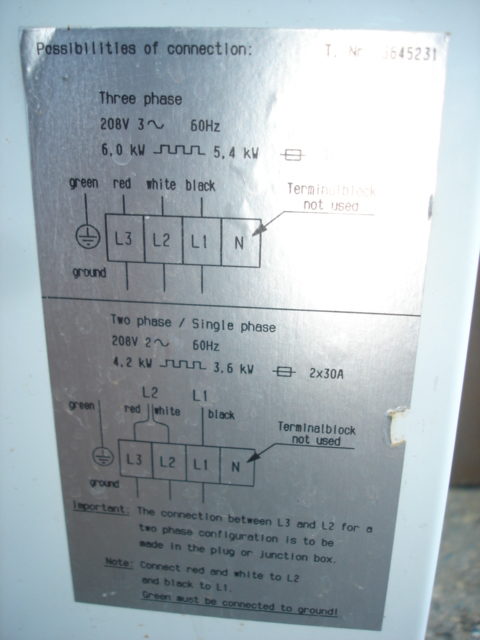 Possibilities of connection: T. Nr. 645231
Three phase
208V 3~ 60Hz
6,0 kW 5,4 kW
green red white black
Terminalblock
not used
L3 L2 L1 N
ground
Two phase / Single phase
208V 2~ 60Hz
4,2 kW 3,6 kW 2x30A
L2 L1
green red white black
Terminalblock
not used
L3 L2 L1 N
ground
Important: The connection between L3 and L2 for a
two phase configuration is to be
made in the plug or junction box.
Note: Connect red and white to L2
and black to L1.
Green must be connected to ground!